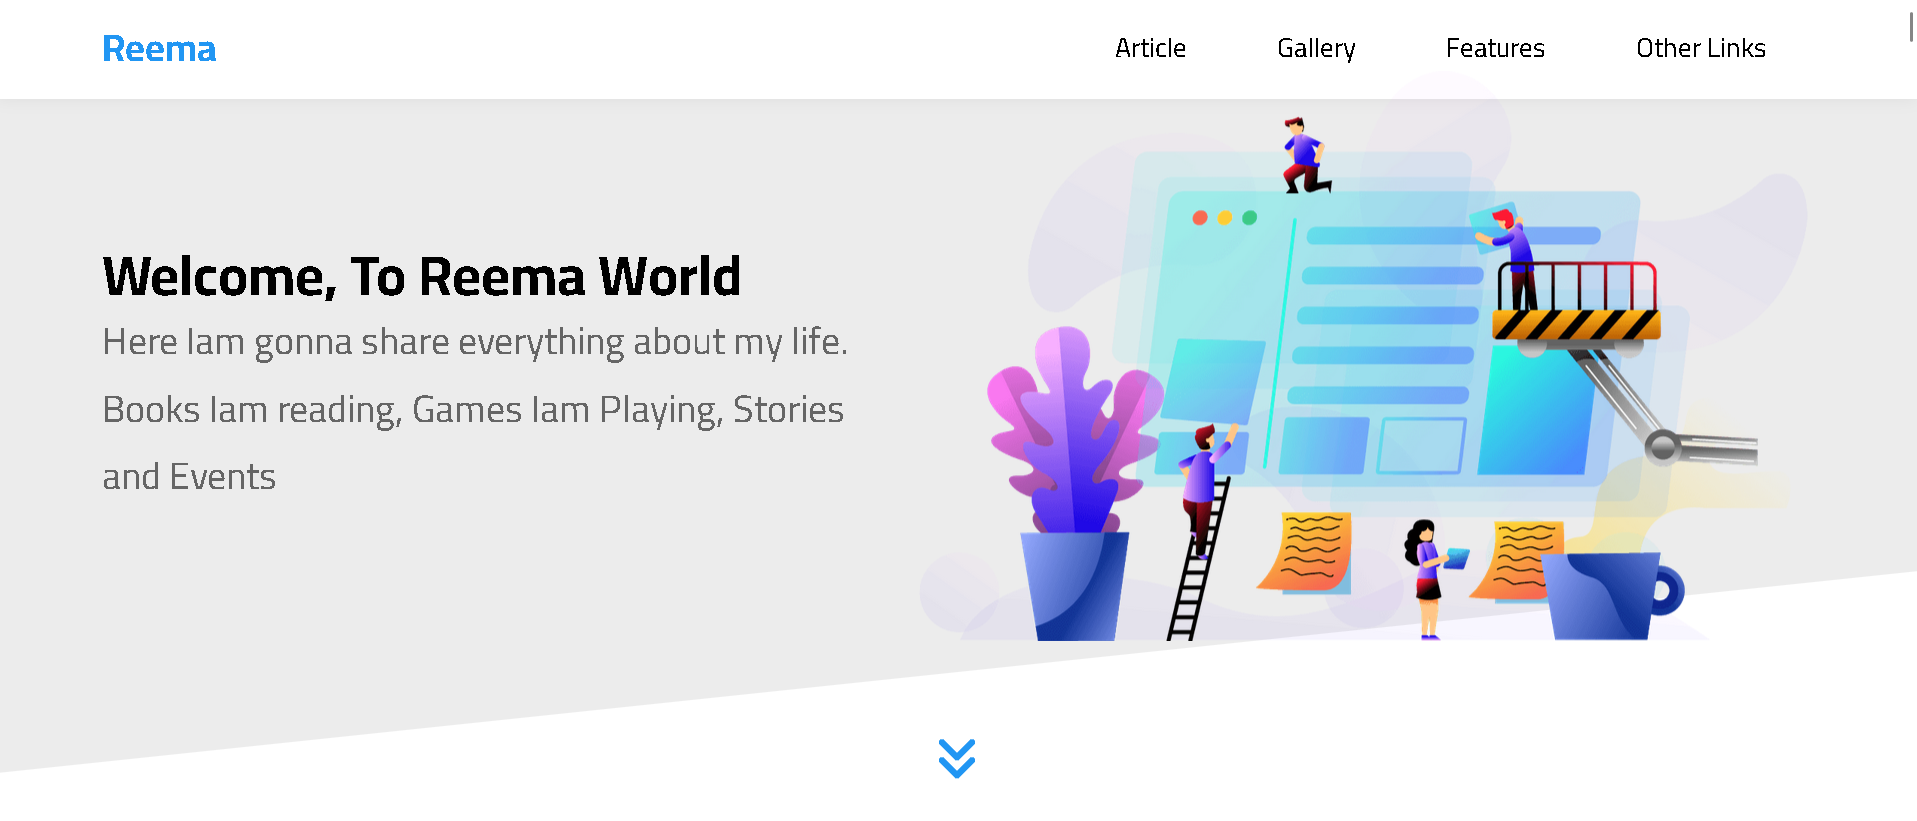 Reema
Article
Gallery
Features
Other Links
Welcome, To Reema World
Here Iam gonna share everything about my life.
Books Iam reading, Games Iam Playing, Stories
and Events